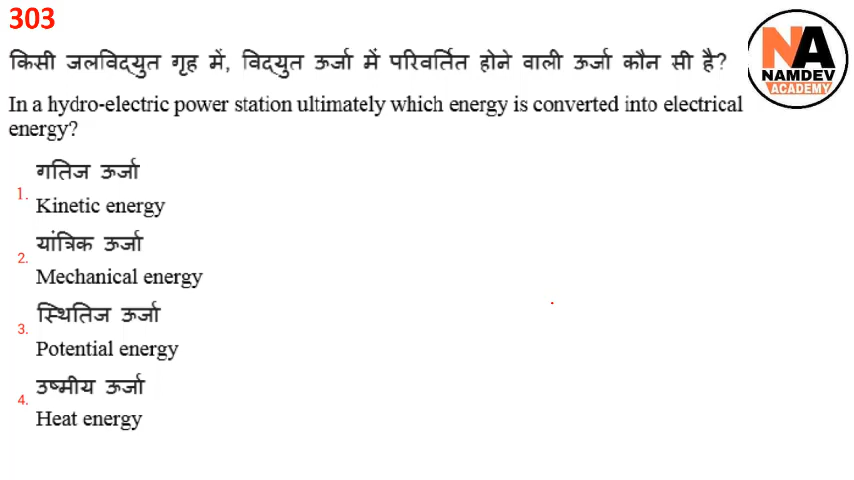 303
किसी जलविद्युत गृह में, विद्युत ऊर्जा में परिवर्तित होने वाली ऊर्जा कौन सी है?
In a hydro-electric power station ultimately which energy is converted into electrical
energy?
1. गतिज ऊर्जा
Kinetic energy
2. यांत्रिक ऊर्जा
Mechanical energy
3. स्थितिज ऊर्जा
Potential energy
4. उष्मीय ऊर्जा
Heat energy
NA
NAMDEV
ACADEMY